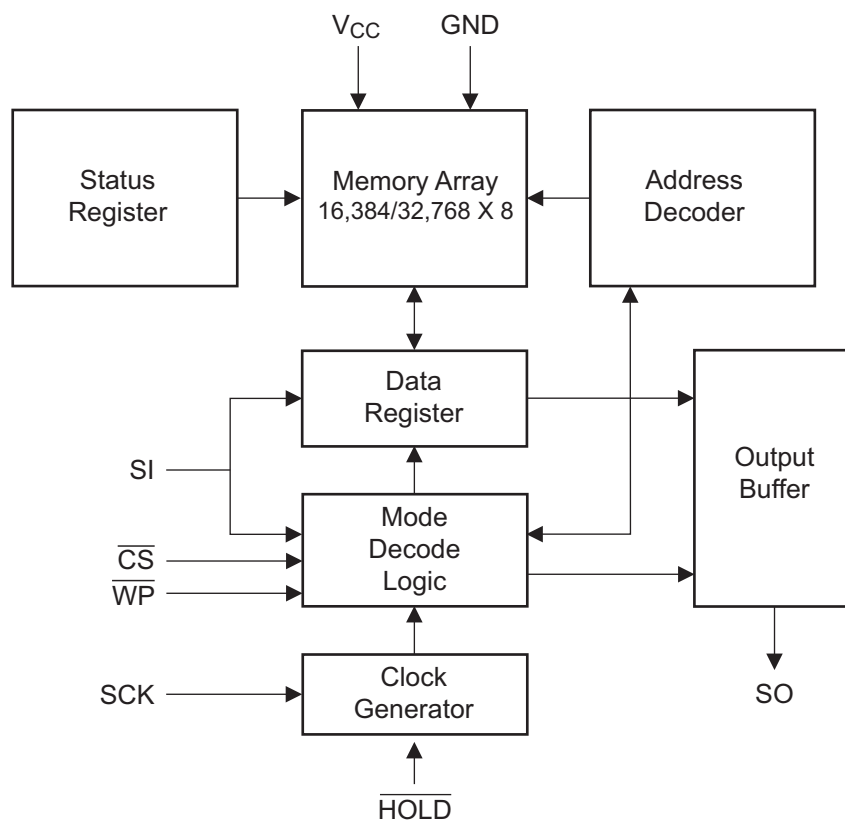 VCC
GND
Status
Register
Memory Array
16,384/32,768 X 8
Address
Decoder
Data
Register
Output
Buffer
SI
Mode
Decode
Logic
CS
WP
SCK
Clock
Generator
SO
HOLD